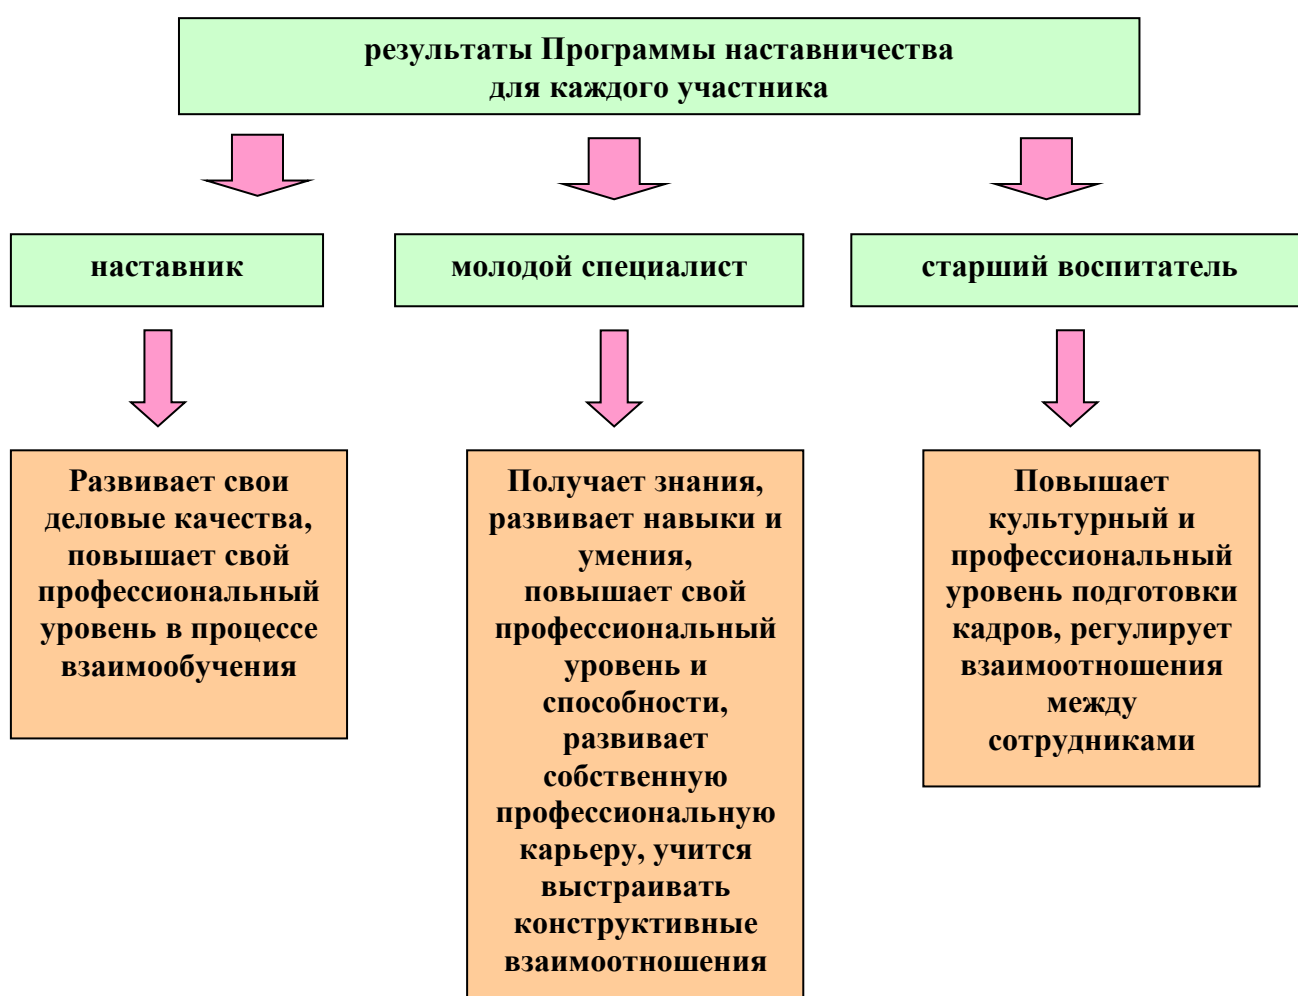 результаты Программы наставничества
для каждого участника
наставник
молодой специалист
старший воспитатель
Развивает свои
деловые качества,
повышает свой
профессиональный
уровень в процессе
взаимообучения
Получает знания,
развивает навыки и
умения,
повышает свой
профессиональный
уровень и
способности,
развивает
собственную
профессиональную
карьеру, учится
выстраивать
конструктивные
взаимоотношения
Повышает
культурный и
профессиональный
уровень подготовки
кадров, регулирует
взаимоотношения
между
сотрудниками